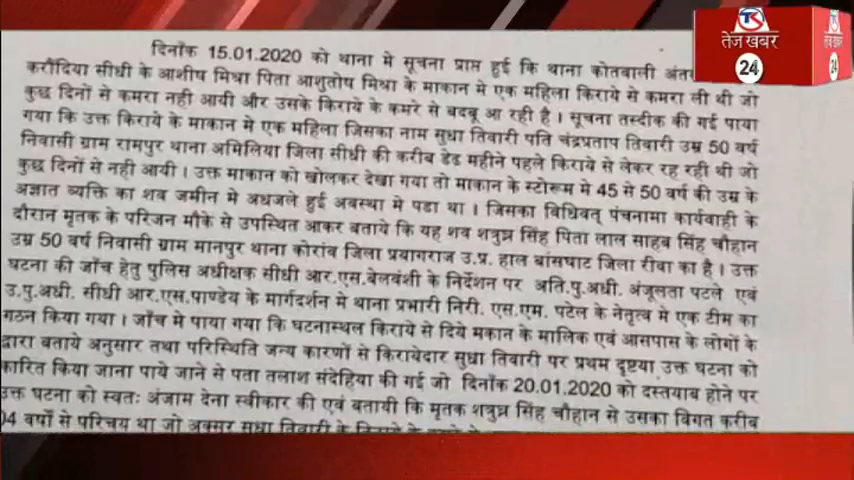 दिनाँक 15.01.2020 को थाना मे सूचना प्राप्त हुई कि थाना कोतवाली
करौंदिया सीधी के आशीष मिश्रा पिता आशुतोष मिश्रा के माकान मे एक महिला किराये से कमरा ली थी जो
कुछ दिनों से कमरा नही आयी और उसके किराये के कमरे से बदबू आ रही है । सूचना तस्दीक की गई पाया
गया कि उक्त किराये के माकान मे एक महिला जिसका नाम सुधा तिवारी पति चंद्रप्रताप तिवारी उम्र 50 वर्ष
निवासी ग्राम रामपुर थाना अमिलिया जिला सीधी की करीब डेढ महीने पहले किराये से लेकर रह रही थी जो
कुछ दिनों से नही आयी । उक्त माकान को खोलकर देखा गया तो माकान के स्टोरूम मे 45 से 50 वर्ष की उम्र के
अज्ञात व्यक्ति का शव जमीन में अधजले हुई अवस्था मे पडा था । जिसका विधिवत् पंचनामा कार्यवाही के
दौरान मृतक के परिजन मौके से उपस्थित आकर बताये कि यह शव शत्रुघ्न सिंह पिता लाल साहब सिंह चौहान
उम्र 50 वर्ष निवासी ग्राम मानपुर थाना कोरांव जिला प्रयागराज उ.प्र. हाल बांसघाट जिला रीवा का है । उक्त
घटना की जाँच हेतु पुलिस अधीक्षक सीधी आर.एस.बेलवंशी के निर्देशन पर अति.पु.अधी. अंजूलता पटले एवं
उ.पु.अधी. सीधी आर.एस.पाण्डेय के मार्गदर्शन मे थाना प्रभारी निरी. एस.एम. पटेल के नेतृत्व मे एक टीम का
गठन किया गया । जाँच मे पाया गया कि घटनास्थल किराये से दिये मकान के मालिक एवं आसपास के लोगों के
द्वारा बताये अनुसार तथा परिस्थिति जन्य कारणों से किरायेदार सुधा तिवारी पर प्रथम दृष्टया उक्त घटना को
कारित किया जाना पाये जाने से पता तलाश संदेहिया की गई जो दिनाँक 20.01.2020 को दस्तयाब होने पर
उक्त घटना को स्वतः अंजाम देना स्वीकार की एवं बतायी कि मृतक शत्रुघ्न सिंह चौहान से उसका विगत करीब
04 वर्षों से परिचय था जो अक्सर सुधा तिवारी के किराये के
TK
तेज खबर
24
24